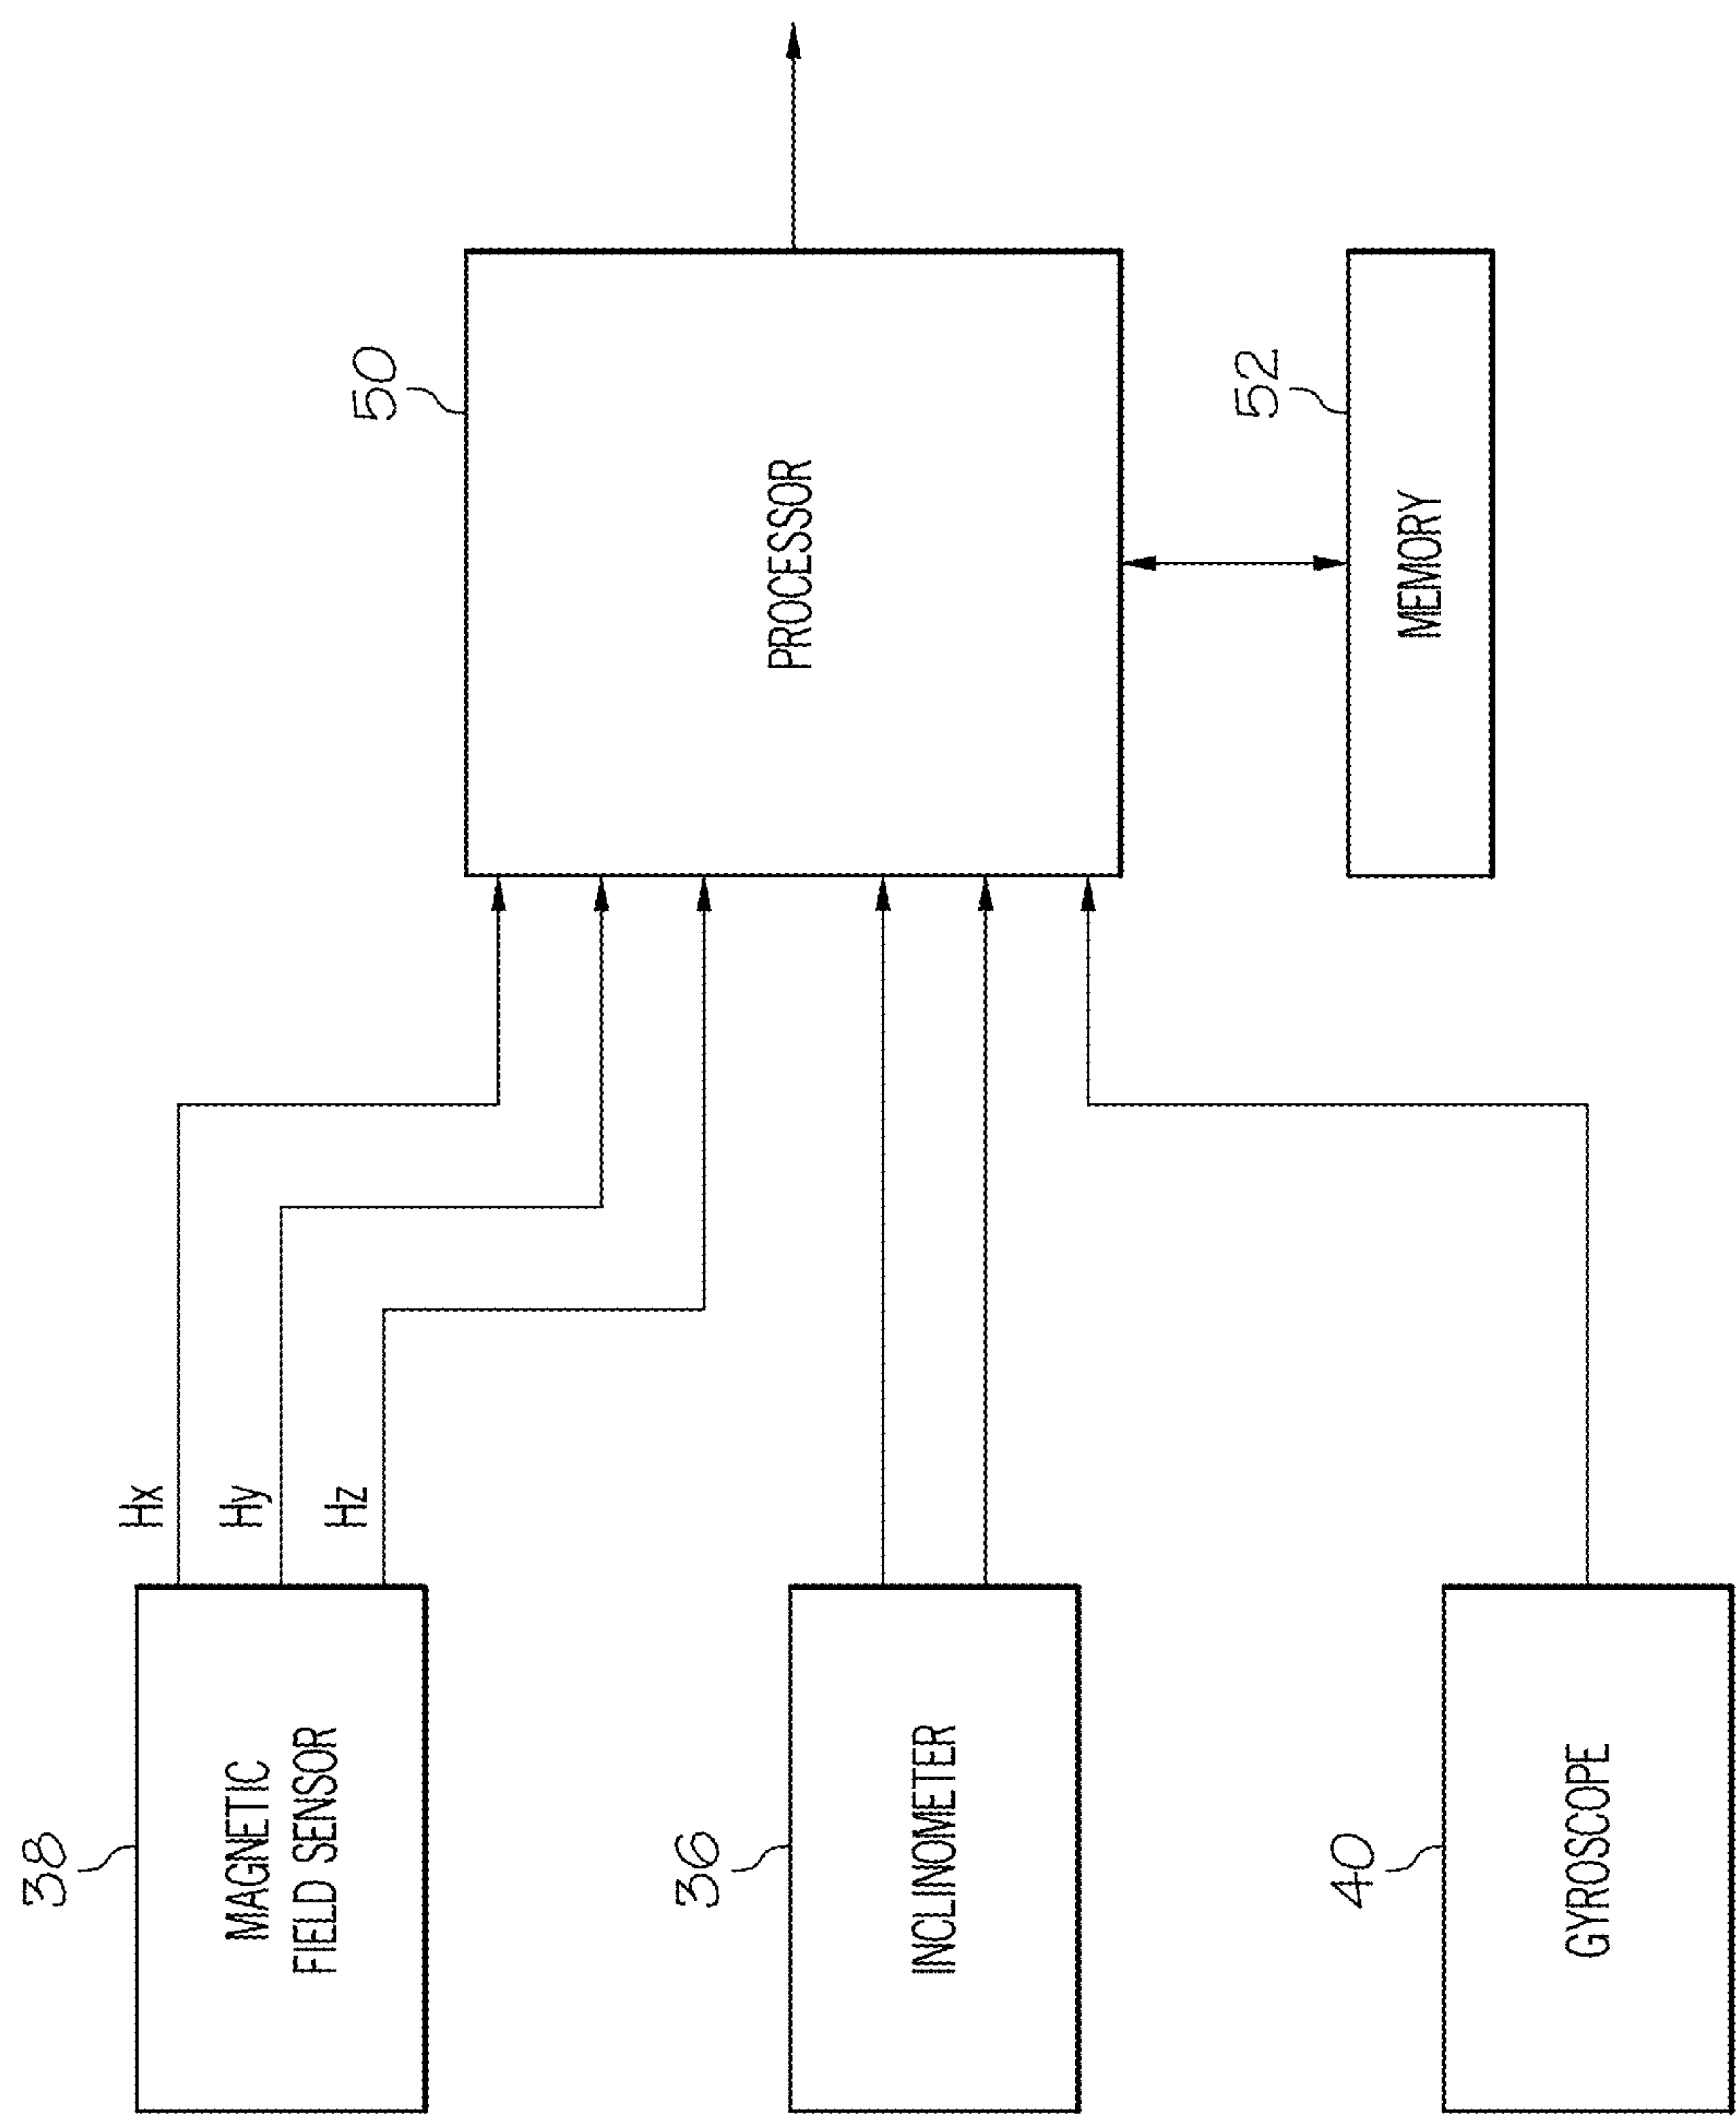 38
MAGNETIC
FIELD SENSOR
Hx
Hy
Hz
36
INCLINOMETER
40
GYROSCOPE
50
PROCESSOR
52
MEMORY